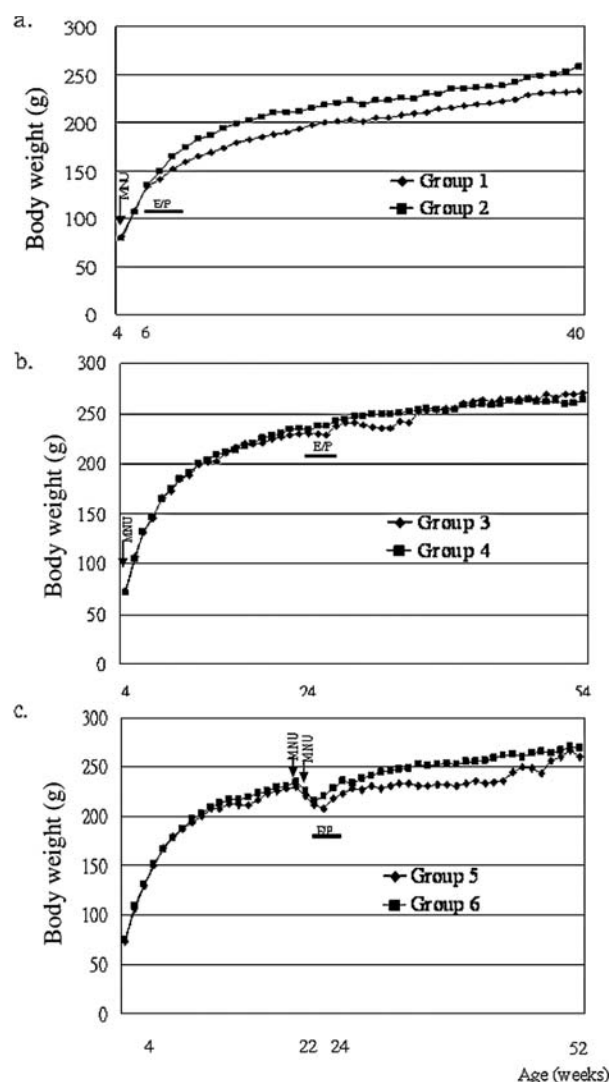 a.
Body weight (g)
300
250
200
150
100
50
0
MNU
E/P
Group 1
Group 2
4 6 40
b.
Body weight (g)
300
250
200
150
100
50
0
MNU
E/P
Group 3
Group 4
4 24 54
c.
Body weight (g)
300
250
200
150
100
50
0
MNU MNU
E/P
Group 5
Group 6
4 22 24 52
Age (weeks)